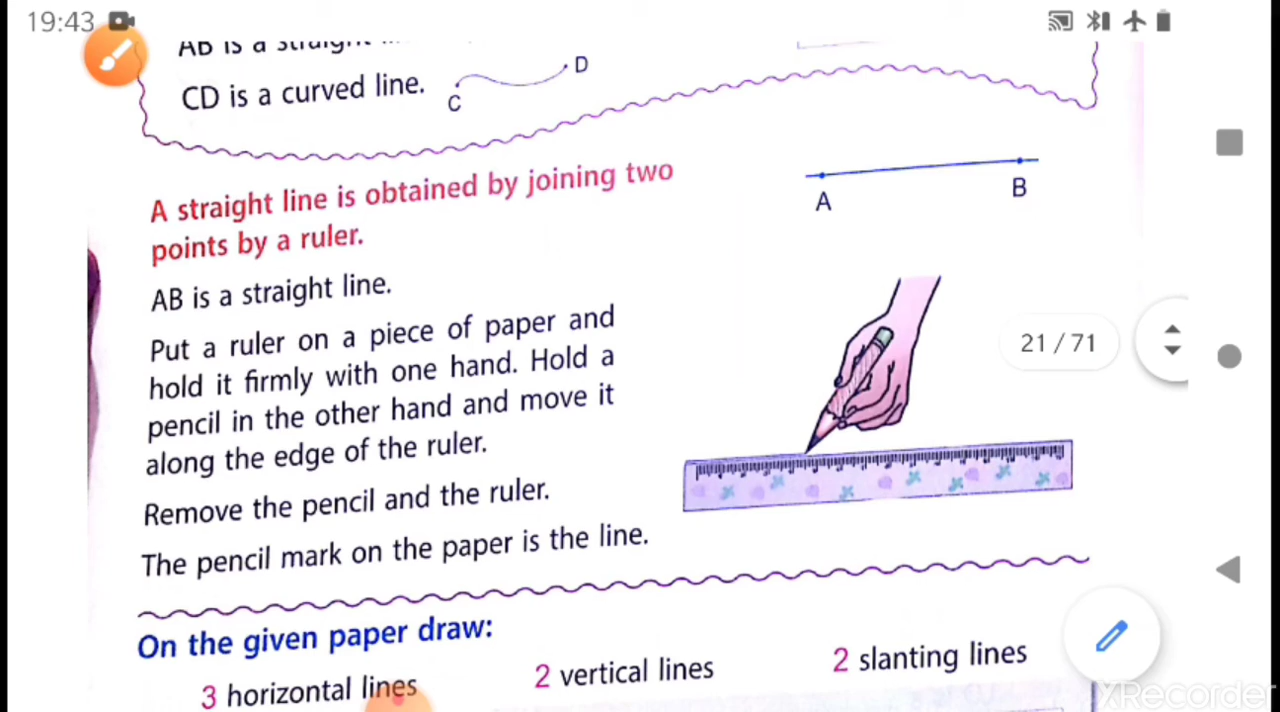 19:43
AB is a straight
CD is a curved line.
D
C
A straight line is obtained by joining two
points by a ruler.
A
B
AB is a straight line.
Put a ruler on a piece of paper and
hold it firmly with one hand. Hold a
pencil in the other hand and move it
along the edge of the ruler.
Remove the pencil and the ruler.
The pencil mark on the paper is the line.
21 / 71
On the given paper draw:
3 horizontal lines
2 vertical lines
2 slanting lines
XRecorder